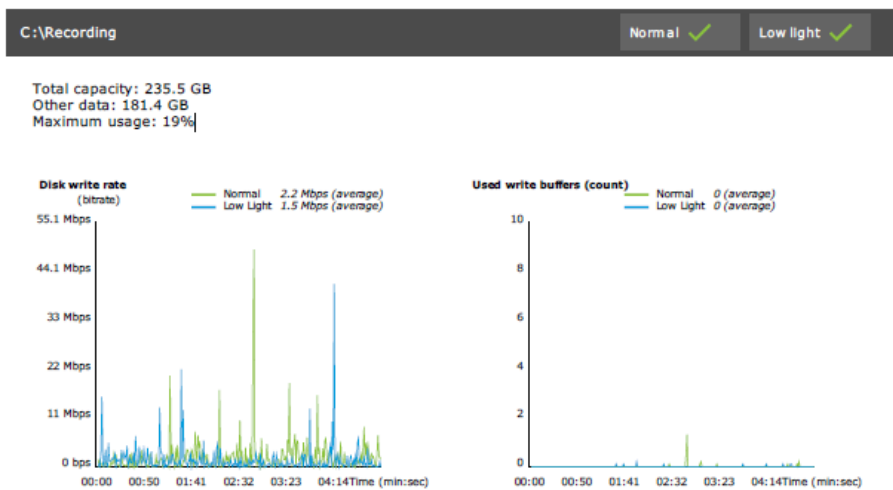 C:\Recording
Normal
Low light
Total capacity: 235.5 GB
Other data: 181.4 GB
Maximum usage: 19%
Disk write rate
(bitrate)
Normal 2.2 Mbps (average)
Low Light 1.5 Mbps (average)
55.1 Mbps
44.1 Mbps
33 Mbps
22 Mbps
11 Mbps
0 bps
00:00 00:50 01:41 02:32 03:23 04:14Time (min:sec)
Used write buffers (count)
Normal 0 (average)
Low Light 0 (average)
10
8
6
4
2
0
00:00 00:50 01:41 02:32 03:23 04:14Time (min:sec)